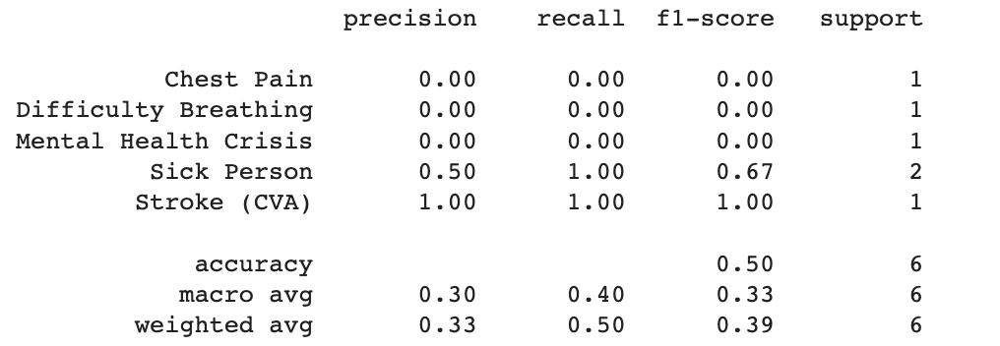 precision recall f1-score support
Chest Pain 0.00 0.00 0.00 1
Difficulty Breathing 0.00 0.00 0.00 1
Mental Health Crisis 0.00 0.00 0.00 1
Sick Person 0.50 1.00 0.67 2
Stroke (CVA) 1.00 1.00 1.00 1
accuracy 0.50 6
macro avg 0.30 0.40 0.33 6
weighted avg 0.33 0.50 0.39 6